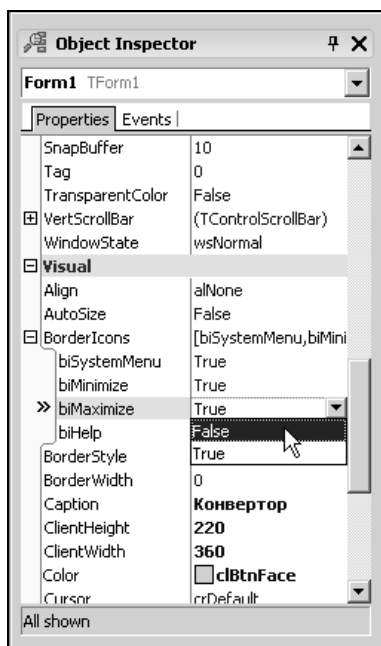 Object Inspector
Form1 TForm1
Properties Events
SnapBuffer 10
Tag 0
TransparentColor False
VertScrollBar (TControlScrollBar)
WindowState wsNormal
Visual
Align alNone
AutoSize False
BorderIcons [biSystemMenu,biMini
biSystemMenu True
biMinimize True
biMaximize True
biHelp False
BorderStyle True
BorderWidth 0
Caption Конвертор
ClientHeight 220
ClientWidth 360
Color clBtnFace
Cursor crDefault
All shown